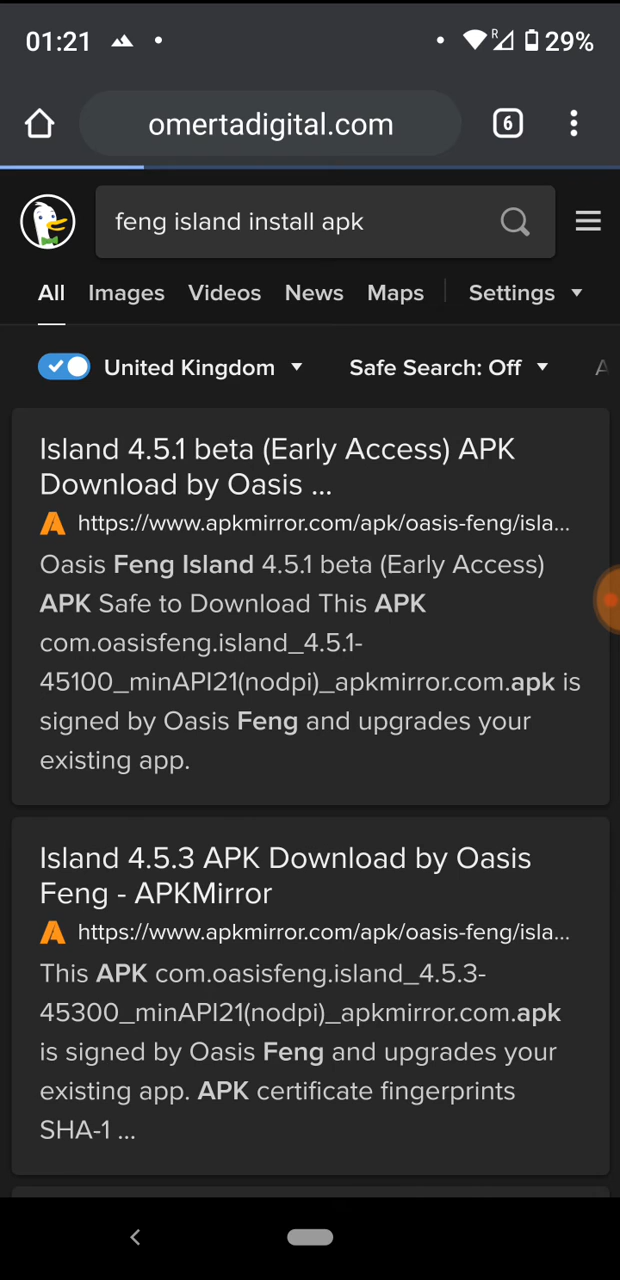 01:21
R
29%
omertadigital.com
6
feng island install apk
All Images Videos News Maps Settings
United Kingdom Safe Search: Off A
Island 4.5.1 beta (Early Access) APK
Download by Oasis ...
https://www.apkmirror.com/apk/oasis-feng/isla...
Oasis Feng Island 4.5.1 beta (Early Access)
APK Safe to Download This APK
com.oasisfeng.island_4.5.1-
45100_minAPI21(nodpi)_apkmirror.com.apk is
signed by Oasis Feng and upgrades your
existing app.
Island 4.5.3 APK Download by Oasis
Feng - APKMirror
https://www.apkmirror.com/apk/oasis-feng/isla...
This APK com.oasisfeng.island_4.5.3-
45300_minAPI21(nodpi)_apkmirror.com.apk
is signed by Oasis Feng and upgrades your
existing app. APK certificate fingerprints
SHA-1 ...